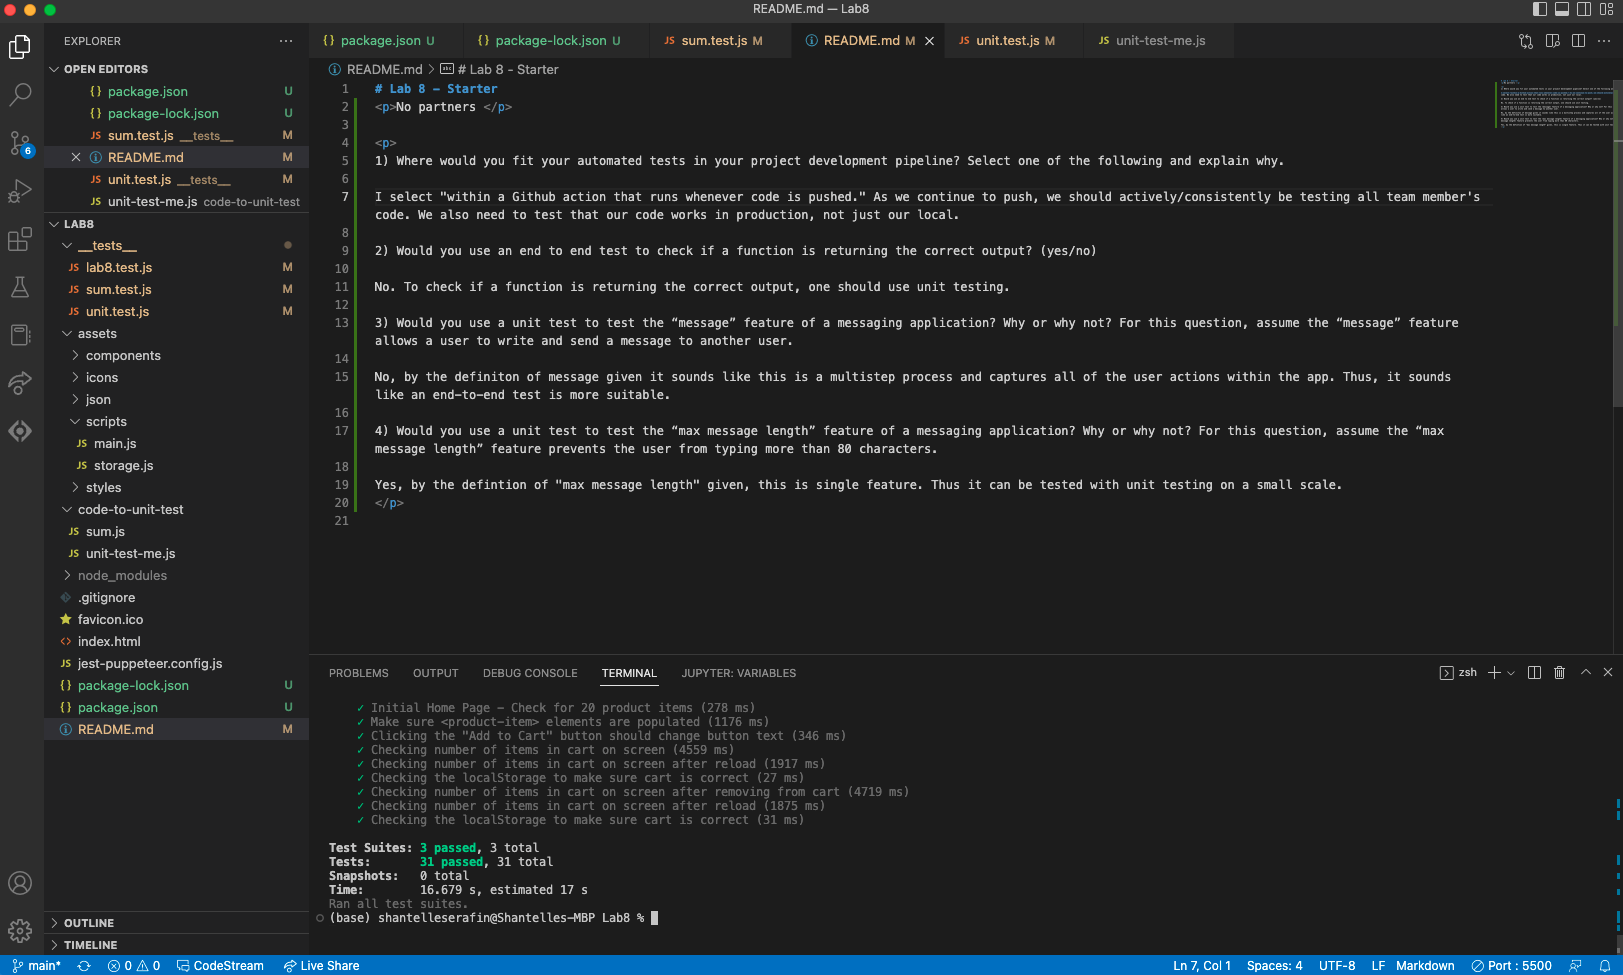 README.md — Lab8
EXPLORER
package.json U
package-lock.json U
JS sum.test.js M
README.md M
JS unit.test.js M
JS unit-test-me.js
OPEN EDITORS
{} package.json U
{} package-lock.json U
JS sum.test.js __tests__ M
README.md M
JS unit.test.js __tests__ M
JS unit-test-me.js code-to-unit-test
LAB8
__tests__
JS lab8.test.js M
JS sum.test.js M
JS unit.test.js M
assets
components
icons
json
scripts
JS main.js
JS storage.js
styles
code-to-unit-test
JS sum.js
JS unit-test-me.js
node_modules
.gitignore
favicon.ico
<> index.html
JS jest-puppeteer.config.js
{} package-lock.json U
{} package.json U
README.md M
OUTLINE
TIMELINE
6
README.md > # Lab 8 - Starter
1 # Lab 8 - Starter
2 <p>No partners </p>
3
4 <p>
5 1) Where would you fit your automated tests in your project development pipeline? Select one of the following and explain why.
6
7 I select "within a Github action that runs whenever code is pushed." As we continue to push, we should actively/consistently be testing all team member's
code. We also need to test that our code works in production, not just our local.
8
9 2) Would you use an end to end test to check if a function is returning the correct output? (yes/no)
10
11 No. To check if a function is returning the correct output, one should use unit testing.
12
13 3) Would you use a unit test to test the “message” feature of a messaging application? Why or why not? For this question, assume the “message” feature
allows a user to write and send a message to another user.
14
15 No, by the definiton of message given it sounds like this is a multistep process and captures all of the user actions within the app. Thus, it sounds
like an end-to-end test is more suitable.
16
17 4) Would you use a unit test to test the “max message length” feature of a messaging application? Why or why not? For this question, assume the “max
message length” feature prevents the user from typing more than 80 characters.
18
19 Yes, by the defintion of "max message length" given, this is single feature. Thus it can be tested with unit testing on a small scale.
20 </p>
21
PROBLEMS OUTPUT DEBUG CONSOLE TERMINAL JUPYTER: VARIABLES
zsh
✓ Initial Home Page - Check for 20 product items (278 ms)
✓ Make sure <product-item> elements are populated (1176 ms)
✓ Clicking the "Add to Cart" button should change button text (346 ms)
✓ Checking number of items in cart on screen (4559 ms)
✓ Checking number of items in cart on screen after reload (1917 ms)
✓ Checking the localStorage to make sure cart is correct (27 ms)
✓ Checking number of items in cart on screen after removing from cart (4719 ms)
✓ Checking number of items in cart on screen after reload (1875 ms)
✓ Checking the localStorage to make sure cart is correct (31 ms)
Test Suites: 3 passed, 3 total
Tests: 31 passed, 31 total
Snapshots: 0 total
Time: 16.679 s, estimated 17 s
Ran all test suites.
(base) shantelleserafin@Shantelles-MBP Lab8 %
main* 0 0 CodeStream Live Share
Ln 7, Col 1 Spaces: 4 UTF-8 LF Markdown Port : 5500